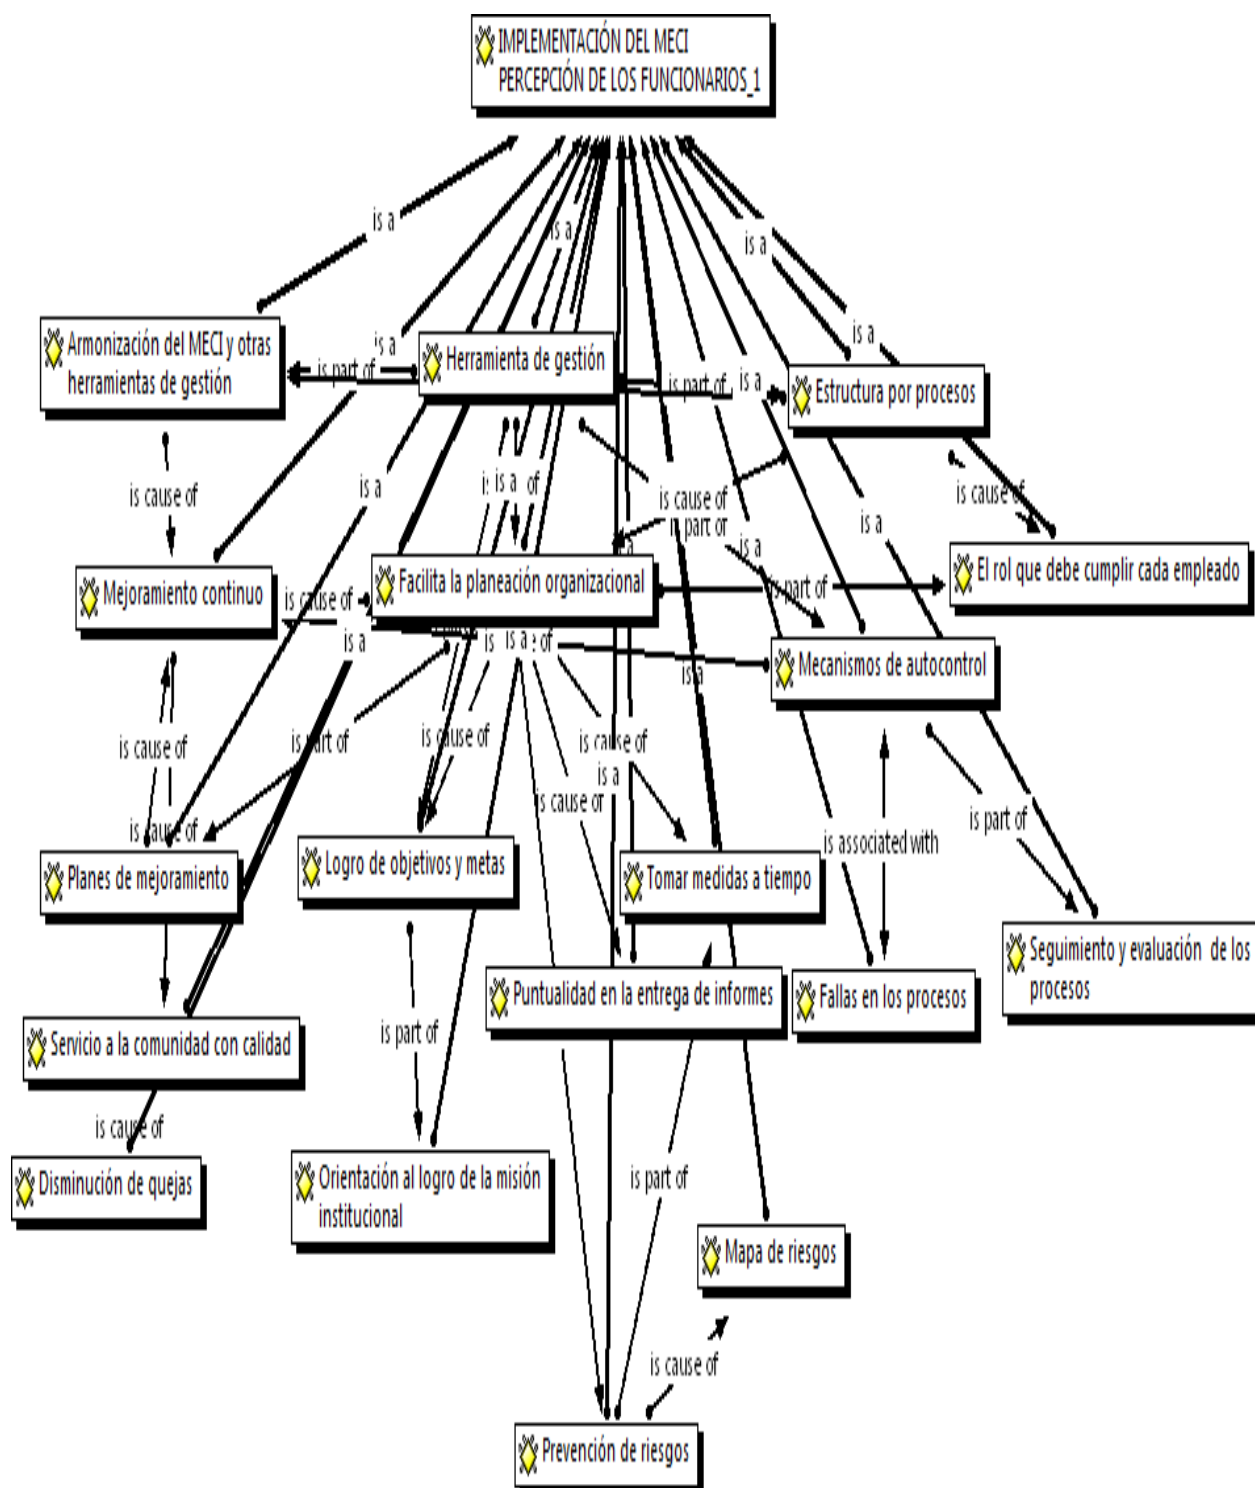 IMPLEMENTACIÓN DEL MECI
PERCEPCIÓN DE LOS FUNCIONARIOS_1
is a
is a
is a
is a
Armonización del MECI y otras
herramientas de gestión
is a
is part of
Herramienta de gestión
is part of
is a
Estructura por procesos
is cause of
is a
is a
is cause of
is part of
is a
is a
is cause of
Mejoramiento continuo
is cause of
Facilita la planeación organizacional
is part of
El rol que debe cumplir cada empleado
is a
is a
is a
Mecanismos de autocontrol
is cause of
is part of
is cause of
is cause of
is a
is cause of
is part of
is cause of
is associated with
Planes de mejoramiento
Logro de objetivos y metas
Tomar medidas a tiempo
Seguimiento y evaluación de los
procesos
Puntualidad en la entrega de informes
Fallas en los procesos
Servicio a la comunidad con calidad
is part of
is cause of
Disminución de quejas
Orientación al logro de la misión
institucional
is part of
Mapa de riesgos
is cause of
Prevención de riesgos